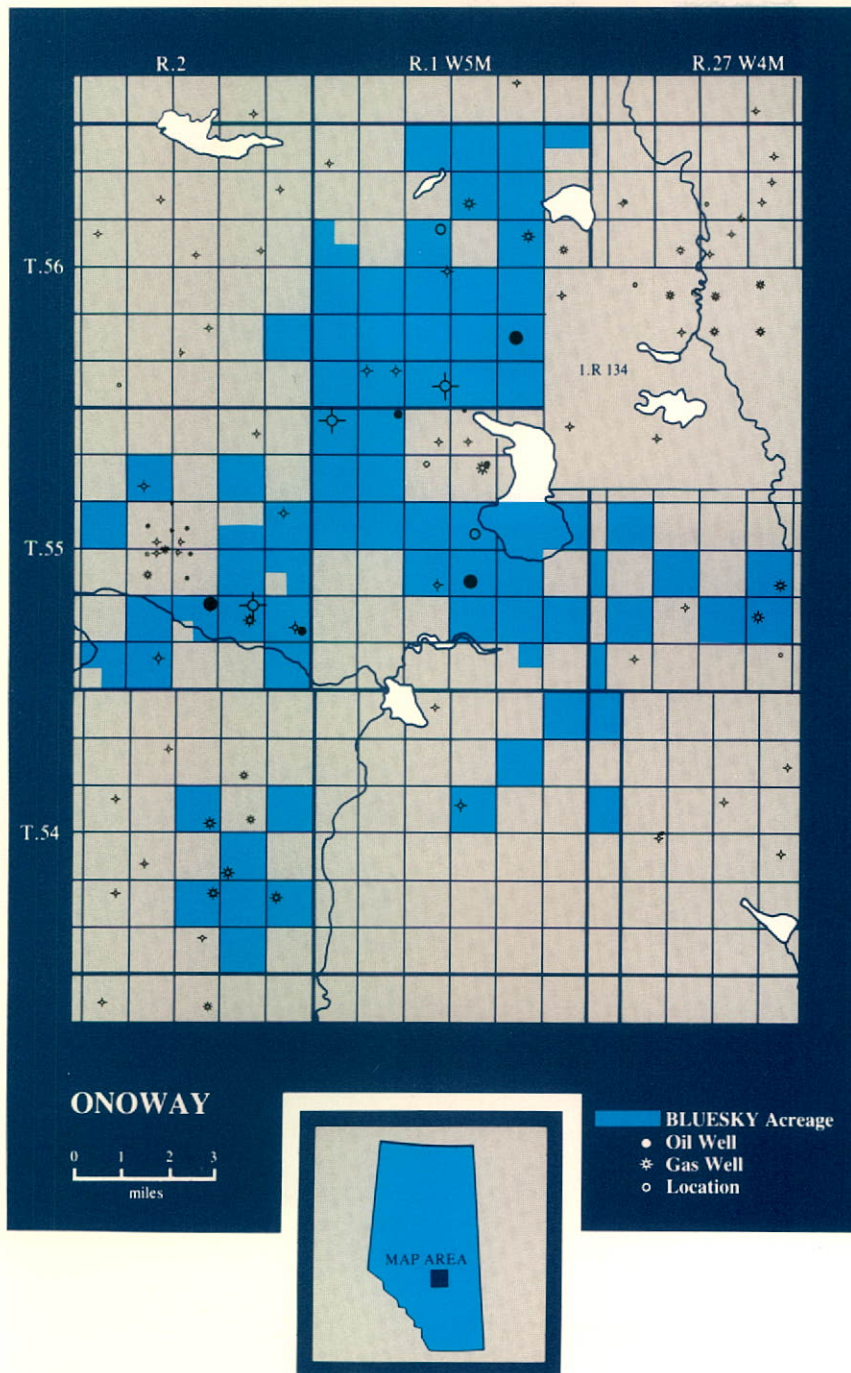 R.2 R.1 W5M R.27 W4M
T.56
I.R 134
T.55
T.54
ONOWAY
0 1 2 3
miles
BLUESKY Acreage
Oil Well
Gas Well
Location
MAP AREA